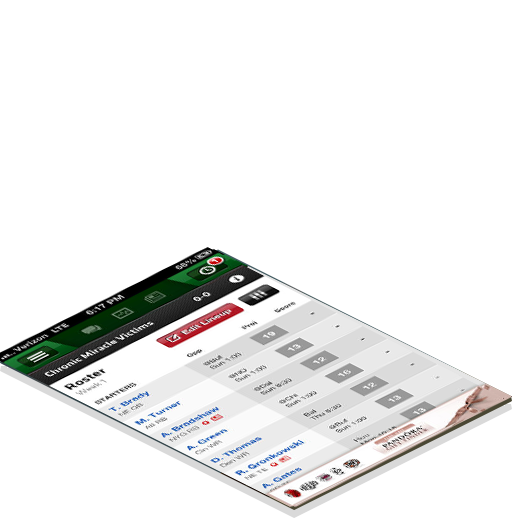 Verizon LTE 6:17 PM 68%
1
Chronic Miracle Victims 0-0
Roster
Week 1
Edit Lineup
STARTERS Opp Proj Score
T. Brady @Buf 19 -
NE QB Sun 1:00
M. Turner @NO 13 -
Atl RB Sun 1:00
A. Bradshaw @Dal 12 -
NYG RB Q Sun 8:30
A. Green @Chi 16 -
Cin WR Sun 1:00
D. Thomas Bal 12 -
Den WR Thu 8:30
R. Gronkowski @Buf 13 -
NE TE Q Sun 1:00
A. Gates 13 -
PANDORA